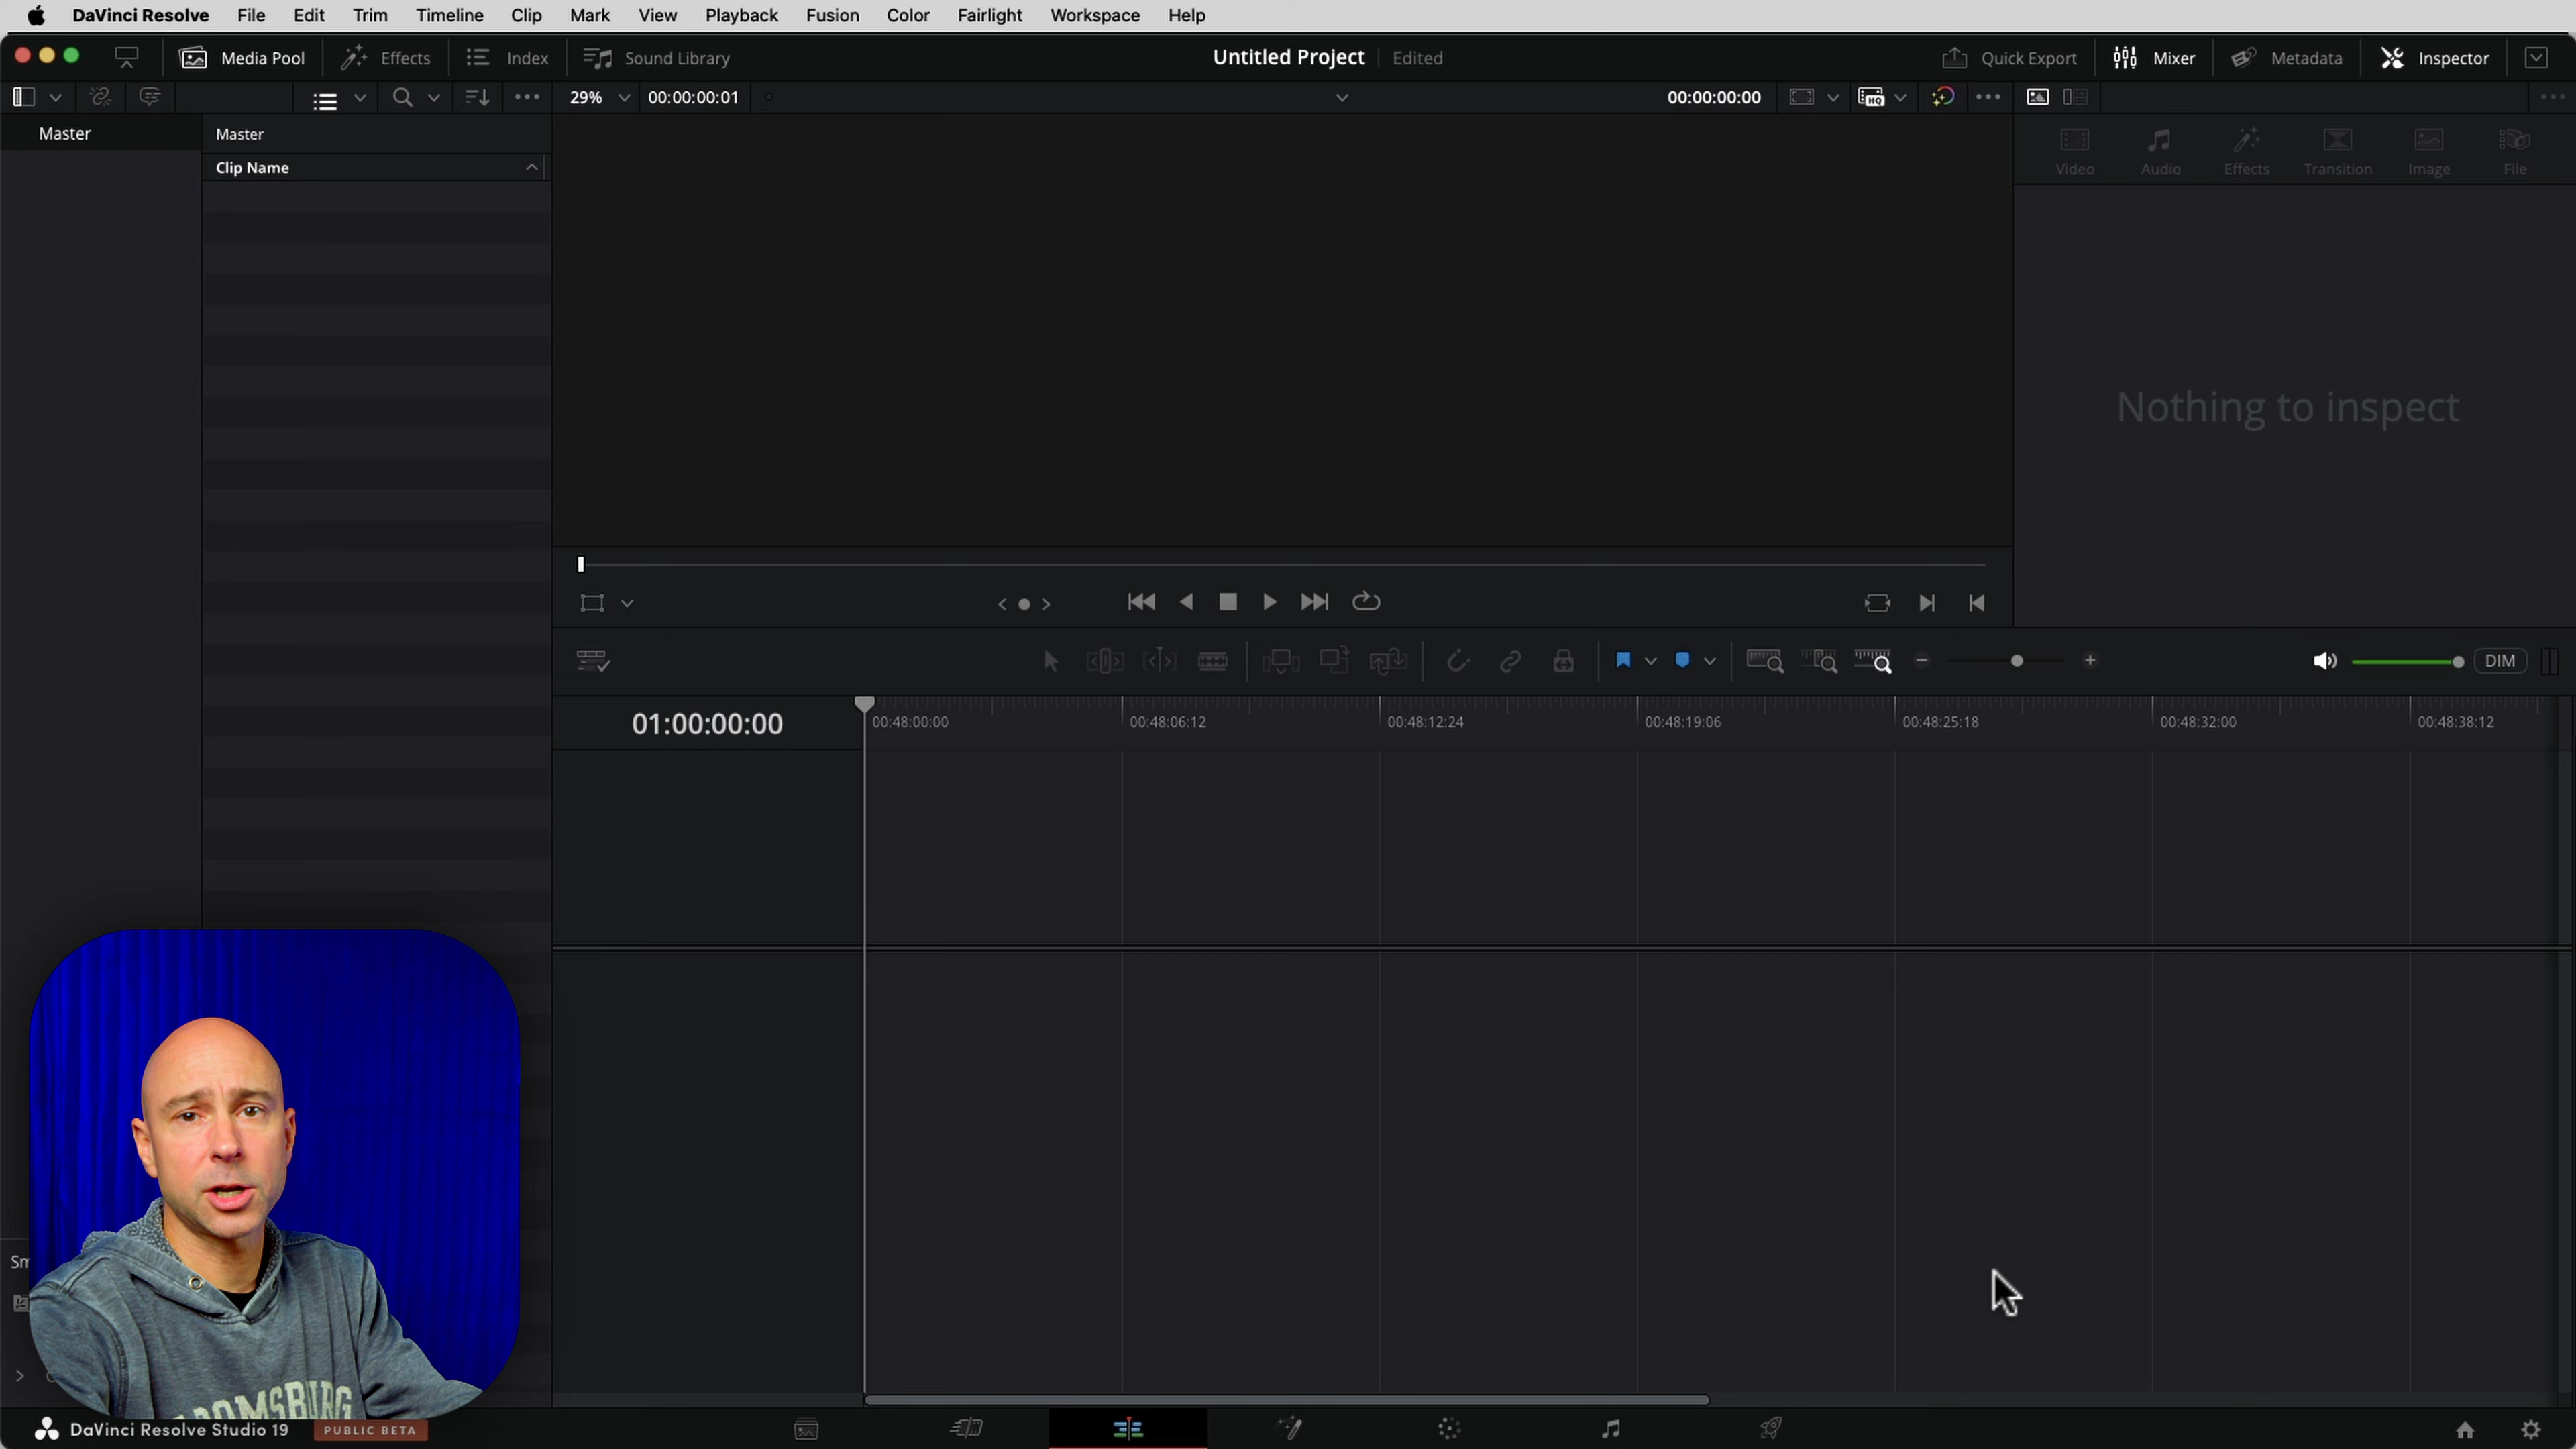 DaVinci Resolve File Edit Trim Timeline Clip Mark View Playback Fusion Color Fairlight Workspace Help
Media Pool Effects Index Sound Library Untitled Project Edited Quick Export Mixer Metadata Inspector
29% 00:00:00:01 00:00:00:00
Master Master
Clip Name
Video Audio Effects Transition Image File
Nothing to inspect
DIM
01:00:00:00 00:48:00:00 00:48:06:12 00:48:12:24 00:48:19:06 00:48:25:18 00:48:32:00 00:48:38:12
DaVinci Resolve Studio 19 PUBLIC BETA